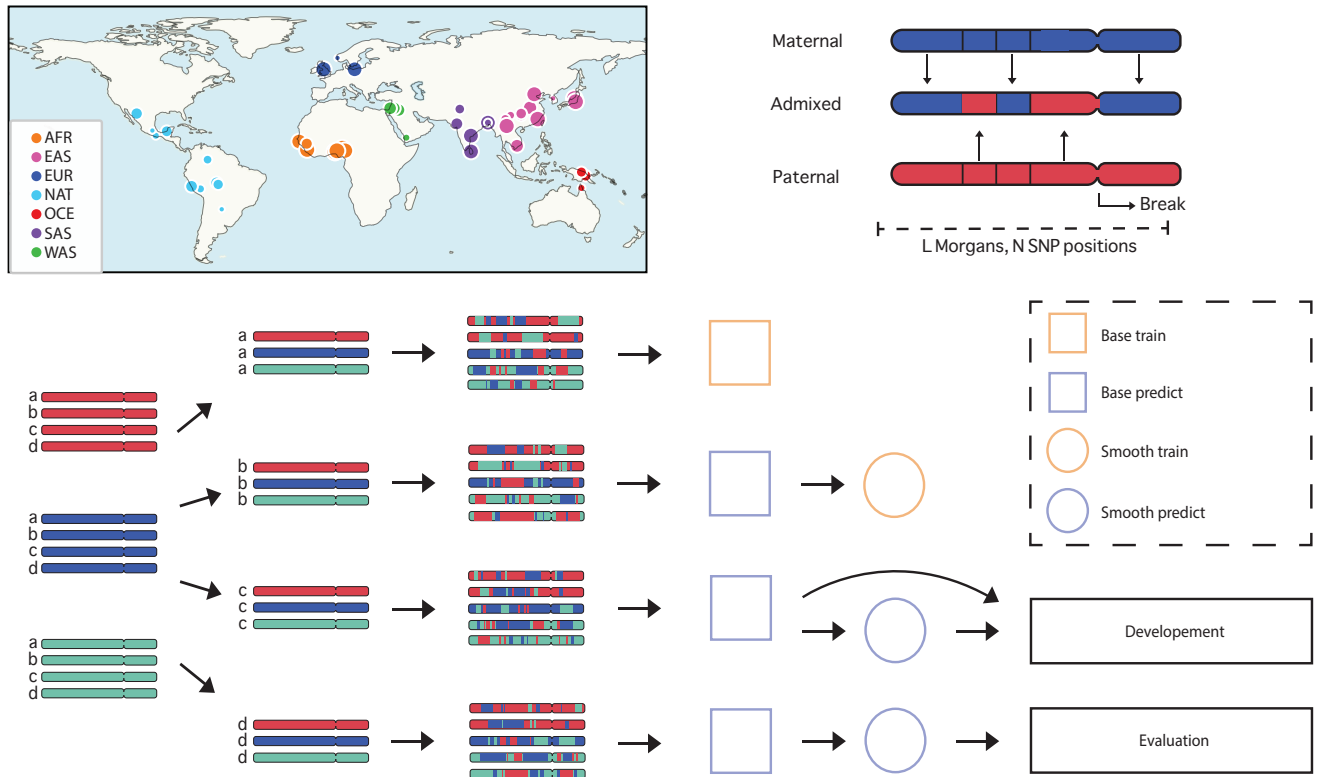 AFR
EAS
EUR
NAT
OCE
SAS
WAS
Maternal
Admixed
Paternal
Break
L Morgans, N SNP positions
a
b
c
d
a
b
c
d
a
b
c
d
a
a
a
b
b
b
c
c
c
d
d
d
Base train
Base predict
Smooth train
Smooth predict
Developement
Evaluation